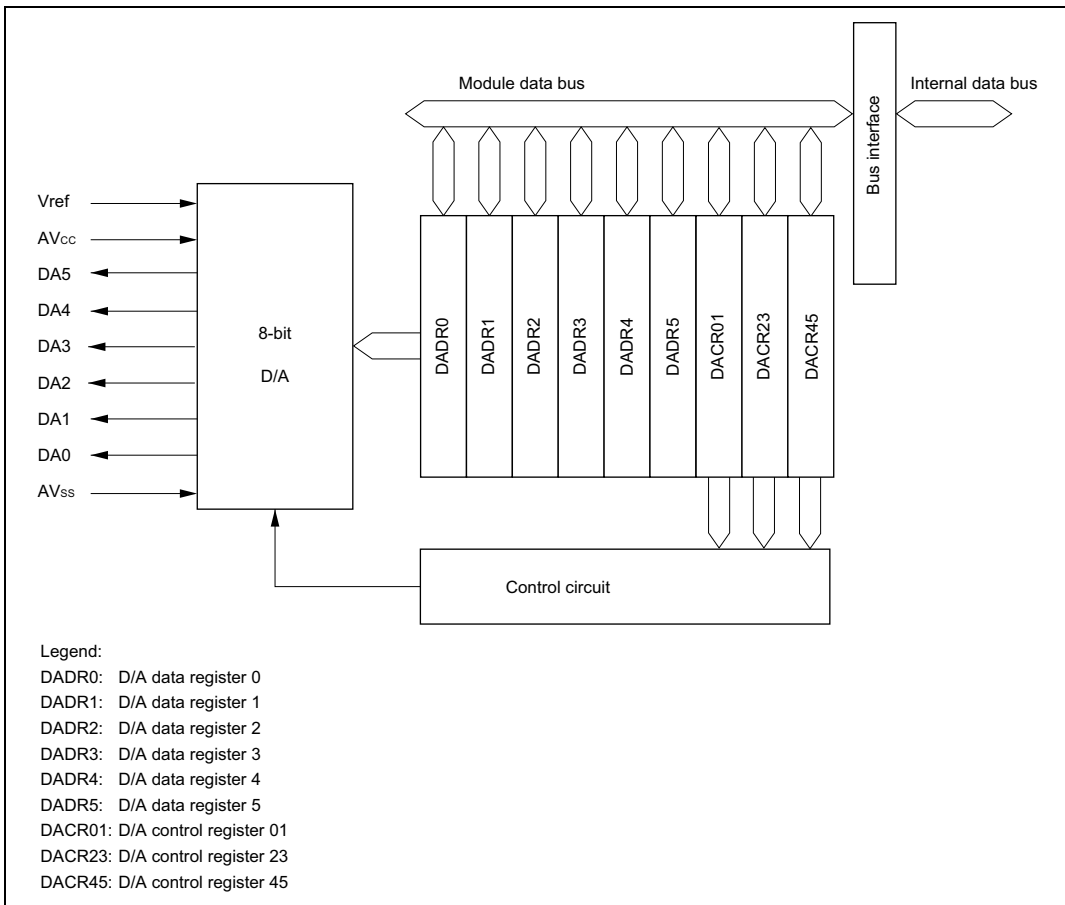 Module data bus
Internal data bus
Bus interface
Vref
AVCC
DA5
DA4
DA3
DA2
DA1
DA0
AVSS
8-bit
D/A
DADR0
DADR1
DADR2
DADR3
DADR4
DADR5
DACR01
DACR23
DACR45
Control circuit
Legend:
DADR0: D/A data register 0
DADR1: D/A data register 1
DADR2: D/A data register 2
DADR3: D/A data register 3
DADR4: D/A data register 4
DADR5: D/A data register 5
DACR01: D/A control register 01
DACR23: D/A control register 23
DACR45: D/A control register 45